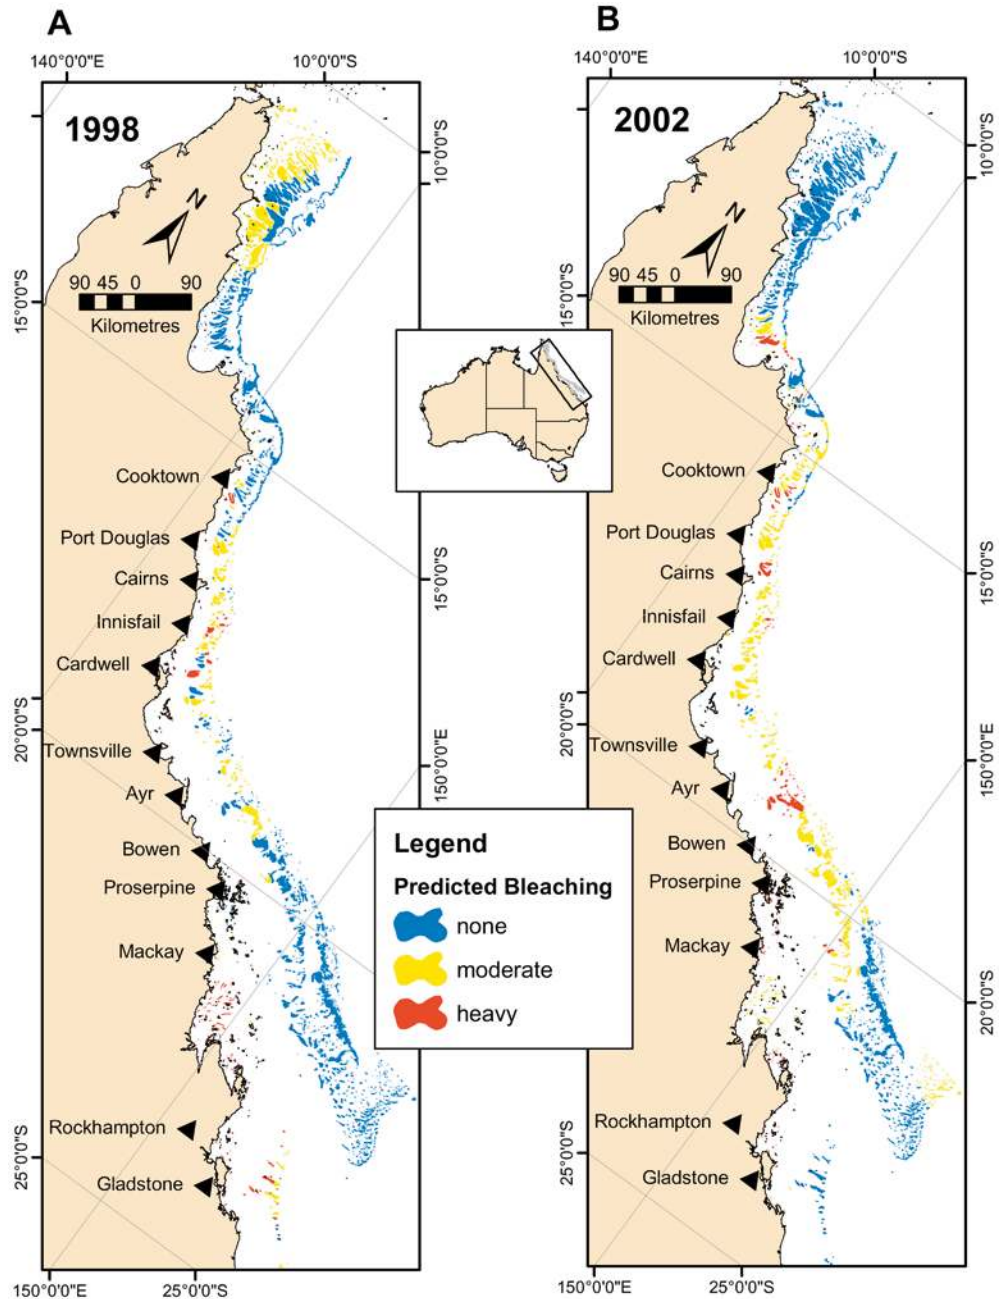 A
140°0'0"E
10°0'0"S
1998
10°0'0"S
N
90 45 0 90
Kilometres
15°0'0"S
Cooktown
Port Douglas
Cairns
Innisfail
Cardwell
15°0'0"S
20°0'0"S
Townsville
Ayr
150°0'0"E
Bowen
Proserpine
Mackay
Rockhampton
25°0'0"S
Gladstone
150°0'0"E
25°0'0"S
Legend
Predicted Bleaching
none
moderate
heavy
B
140°0'0"E
10°0'0"S
2002
10°0'0"S
N
90 45 0 90
Kilometres
15°0'0"S
Cooktown
Port Douglas
Cairns
Innisfail
Cardwell
15°0'0"S
20°0'0"S
Townsville
Ayr
150°0'0"E
Bowen
Proserpine
Mackay
20°0'0"S
Rockhampton
25°0'0"S
Gladstone
150°0'0"E
25°0'0"S